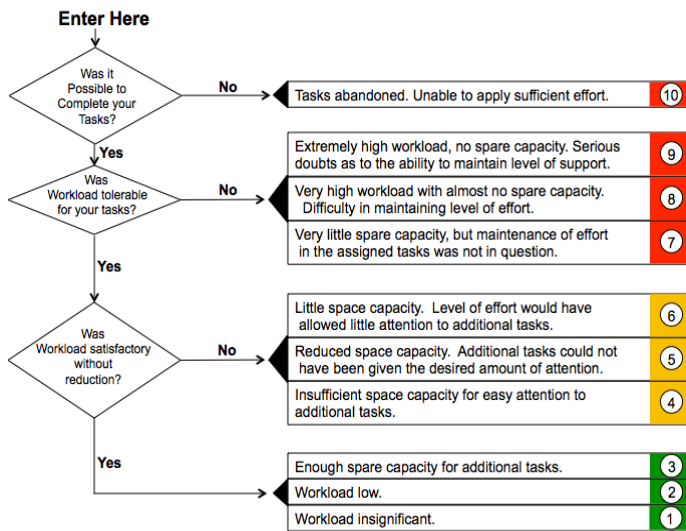 Enter Here
Was it
Possible to
Complete your
Tasks?
No
Tasks abandoned. Unable to apply sufficient effort.
10
Yes
Was
Workload tolerable
for your tasks?
No
Extremely high workload, no spare capacity. Serious
doubts as to the ability to maintain level of support.
9
Very high workload with almost no spare capacity.
Difficulty in maintaining level of effort.
8
Very little spare capacity, but maintenance of effort
in the assigned tasks was not in question.
7
Yes
Was
Workload satisfactory
without
reduction?
No
Little space capacity. Level of effort would have
allowed little attention to additional tasks.
6
Reduced space capacity. Additional tasks could not
have been given the desired amount of attention.
5
Insufficient space capacity for easy attention to
additional tasks.
4
Yes
Enough spare capacity for additional tasks.
3
Workload low.
2
Workload insignificant.
1